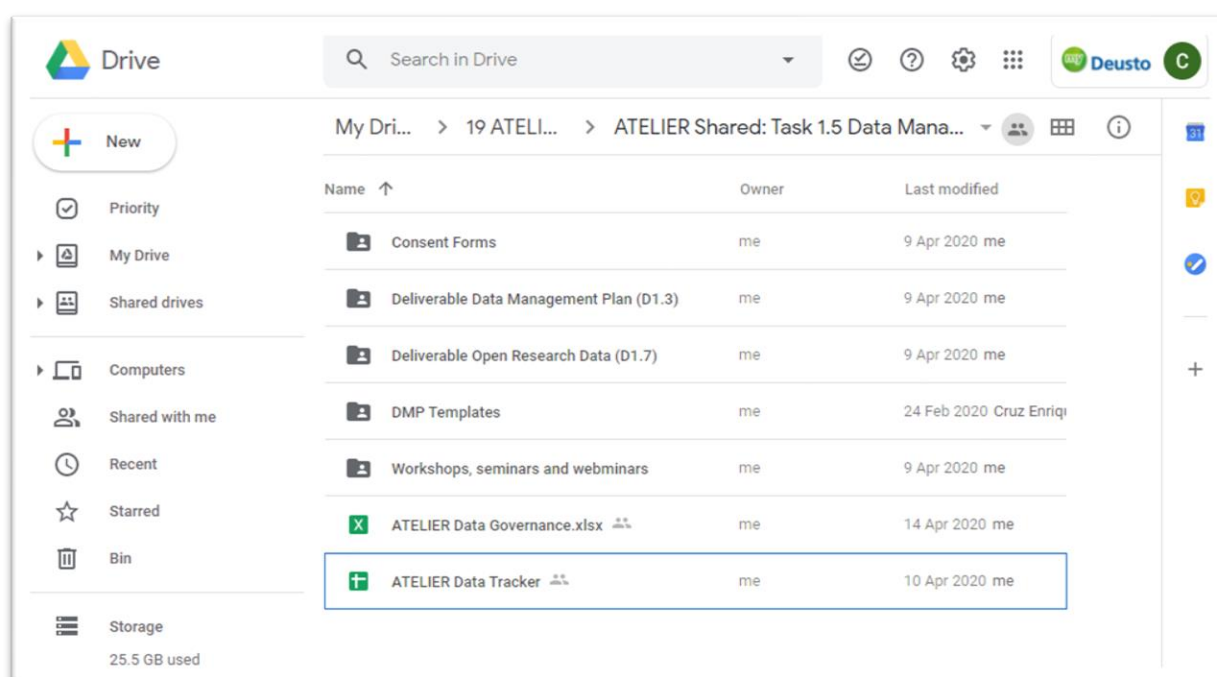 Drive
Search in Drive
Deusto
C
New
My Dri... > 19 ATELI... > ATELIER Shared: Task 1.5 Data Mana...
31
Name Owner Last modified
Priority
My Drive
Shared drives
Computers
Shared with me
Recent
Starred
Bin
Storage
25.5 GB used
Consent Forms me 9 Apr 2020 me
Deliverable Data Management Plan (D1.3) me 9 Apr 2020 me
Deliverable Open Research Data (D1.7) me 9 Apr 2020 me
DMP Templates me 24 Feb 2020 Cruz
Workshops, seminars and webminars me 9 Apr 2020 me
X ATELIER Data Governance.xlsx me 14 Apr 2020 me
ATELIER Data Tracker me 10 Apr 2020 me